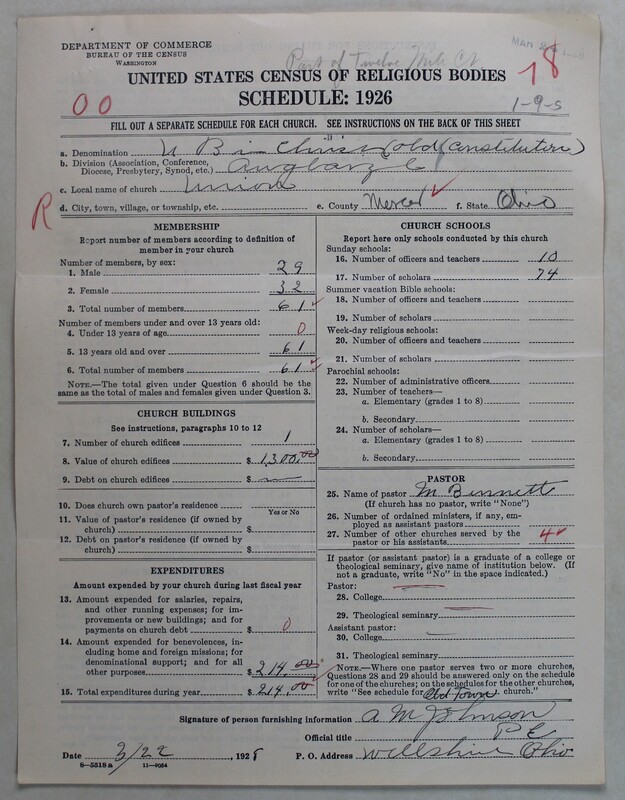 DEPARTMENT OF COMMERCE
BUREAU OF THE CENSUS
WASHINGTON
Part of Twelve Mile Ct
MAR
78
UNITED STATES CENSUS OF RELIGIOUS BODIES
00
SCHEDULE: 1926
1-9-5
FILL OUT A SEPARATE SCHEDULE FOR EACH CHURCH. SEE INSTRUCTIONS ON THE BACK OF THIS SHEET
a. Denomination U B in Christ (old constitution)
b. Division (Association, Conference,
Diocese, Presbytery, Synod, etc.) Auglaize
c. Local name of church Union
R
d. City, town, village, or township, etc. e. County Mercer f. State Ohio
MEMBERSHIP
Report number of members according to definition of
member in your church
Number of members, by sex:
1. Male 29
2. Female 32
3. Total number of members 61
Number of members under and over 13 years old:
4. Under 13 years of age 0
5. 13 years old and over 61
6. Total number of members 61
NOTE.—The total given under Question 6 should be the
same as the total of males and females given under Question 3.
CHURCH BUILDINGS
See instructions, paragraphs 10 to 12
7. Number of church edifices 1
8. Value of church edifices $ 1,300.00
9. Debt on church edifices $ —
10. Does church own pastor's residence
Yes or No
11. Value of pastor's residence (if owned by
church) $
12. Debt on pastor's residence (if owned by
church) $
EXPENDITURES
Amount expended by your church during last fiscal year
13. Amount expended for salaries, repairs,
and other running expenses; for im-
provements or new buildings; and for
payments on church debt $ 0
14. Amount expended for benevolences, in-
cluding home and foreign missions; for
denominational support; and for all
other purposes $ 214.00
15. Total expenditures during year $ 214.00
CHURCH SCHOOLS
Report here only schools conducted by this church
Sunday schools:
16. Number of officers and teachers 10
17. Number of scholars 74
Summer vacation Bible schools:
18. Number of officers and teachers
19. Number of scholars
Week-day religious schools:
20. Number of officers and teachers
21. Number of scholars
Parochial schools:
22. Number of administrative officers
23. Number of teachers—
a. Elementary (grades 1 to 8)
b. Secondary
24. Number of scholars—
a. Elementary (grades 1 to 8)
b. Secondary
PASTOR
25. Name of pastor M. Bennett
(If church has no pastor, write "None")
26. Number of ordained ministers, if any, em-
ployed as assistant pastors
27. Number of other churches served by the
pastor or his assistants 4
If pastor (or assistant pastor) is a graduate of a college or
theological seminary, give name of institution below. (If
not a graduate, write "No" in the space indicated.)
Pastor:
28. College
29. Theological seminary
Assistant pastor:
30. College
31. Theological seminary
NOTE.—Where one pastor serves two or more churches,
Questions 28 and 29 should be answered only on the schedule
for one of the churches; on the schedules for the other churches,
write "See schedule for Old Town church."
Signature of person furnishing information A M Johnson
Official title P E
Date 3/22, 1928 P. O. Address Willshire Ohio
8—5518 a 11—9054